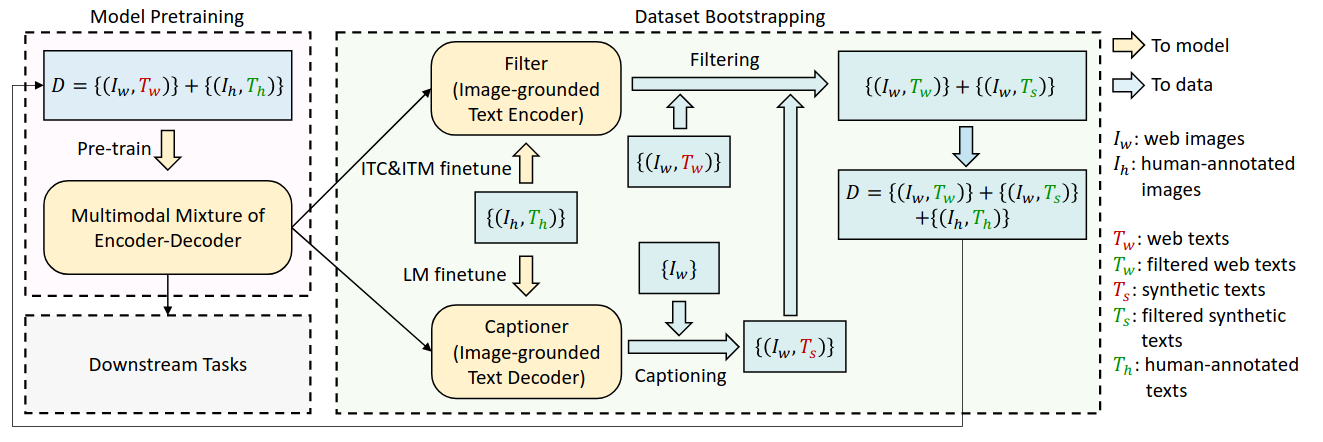 Model Pretraining
D = {(I_w, T_w)} + {(I_h, T_h)}
Pre-train
Multimodal Mixture of
Encoder-Decoder
Downstream Tasks
Dataset Bootstrapping
Filter
(Image-grounded
Text Encoder)
ITC&ITM finetune
{(I_h, T_h)}
LM finetune
Captioner
(Image-grounded
Text Decoder)
Filtering
{(I_w, T_w)}
{I_w}
Captioning
{(I_w, T_s)}
{(I_w, T_w)} + {(I_w, T_s)}
D = {(I_w, T_w)} + {(I_w, T_s)}
+{(I_h, T_h)}
To model
To data
I_w: web images
I_h: human-annotated
images
T_w: web texts
T_w: filtered web texts
T_s: synthetic texts
T_s: filtered synthetic
texts
T_h: human-annotated
texts